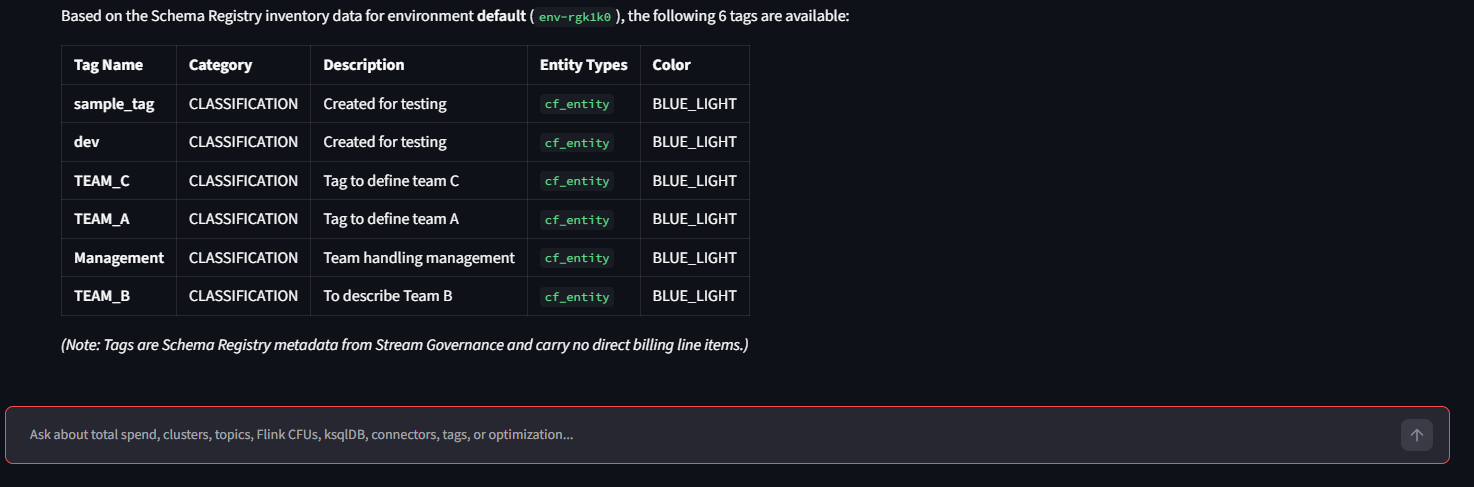 Based on the Schema Registry inventory data for environment default ( env-rgk1k0 ), the following 6 tags are available:
Tag Name Category Description Entity Types Color
sample_tag CLASSIFICATION Created for testing cf_entity BLUE_LIGHT
dev CLASSIFICATION Created for testing cf_entity BLUE_LIGHT
TEAM_C CLASSIFICATION Tag to define team C cf_entity BLUE_LIGHT
TEAM_A CLASSIFICATION Tag to define team A cf_entity BLUE_LIGHT
Management CLASSIFICATION Team handling management cf_entity BLUE_LIGHT
TEAM_B CLASSIFICATION To describe Team B cf_entity BLUE_LIGHT
(Note: Tags are Schema Registry metadata from Stream Governance and carry no direct billing line items.)
Ask about total spend, clusters, topics, Flink CFUs, ksqlDB, connectors, tags, or optimization...